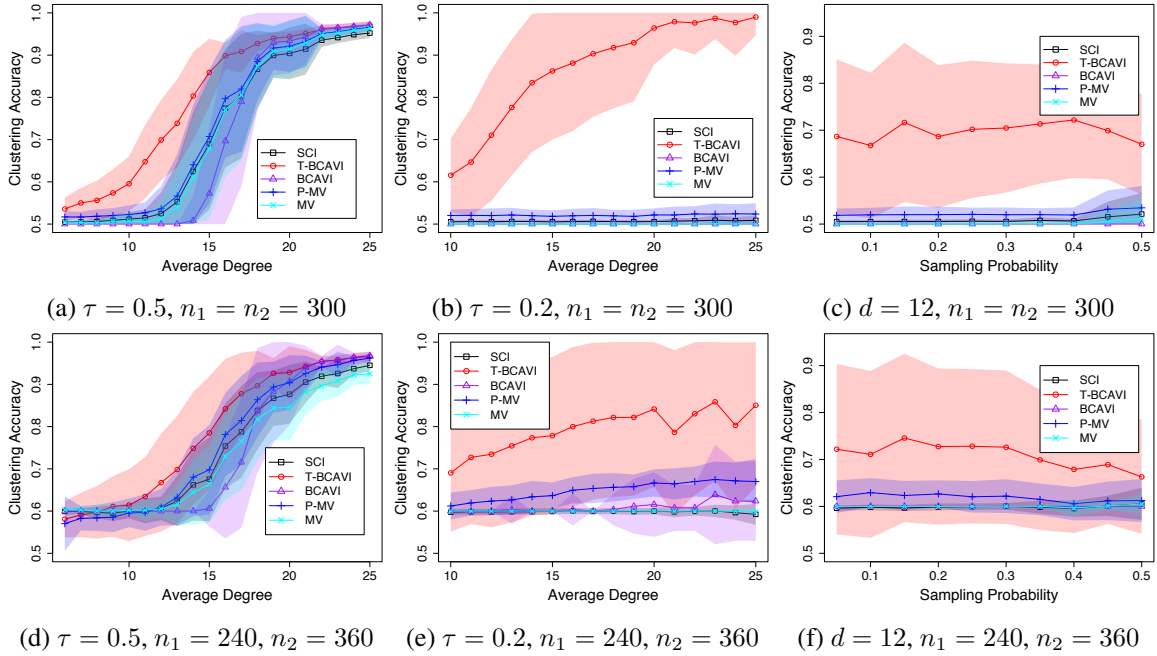 Clustering Accuracy
1.0
0.9
0.8
0.7
0.6
0.5
SCI
T-BCAVI
BCAVI
P-MV
MV
10 15 20 25
Average Degree
(a) τ = 0.5, n₁ = n₂ = 300
Clustering Accuracy
1.0
0.9
0.8
0.7
0.6
0.5
SCI
T-BCAVI
BCAVI
P-MV
MV
10 15 20 25
Average Degree
(b) τ = 0.2, n₁ = n₂ = 300
Clustering Accuracy
1.0
0.9
0.8
0.7
0.6
0.5
SCI
T-BCAVI
BCAVI
P-MV
MV
0.1 0.2 0.3 0.4 0.5
Sampling Probability
(c) d = 12, n₁ = n₂ = 300
Clustering Accuracy
1.0
0.9
0.8
0.7
0.6
0.5
SCI
T-BCAVI
BCAVI
P-MV
MV
10 15 20 25
Average Degree
(d) τ = 0.5, n₁ = 240, n₂ = 360
Clustering Accuracy
1.0
0.9
0.8
0.7
0.6
0.5
SCI
T-BCAVI
BCAVI
P-MV
MV
10 15 20 25
Average Degree
(e) τ = 0.2, n₁ = 240, n₂ = 360
Clustering Accuracy
0.9
0.8
0.7
0.6
0.5
SCI
T-BCAVI
BCAVI
P-MV
MV
0.1 0.2 0.3 0.4 0.5
Sampling Probability
(f) d = 12, n₁ = 240, n₂ = 360